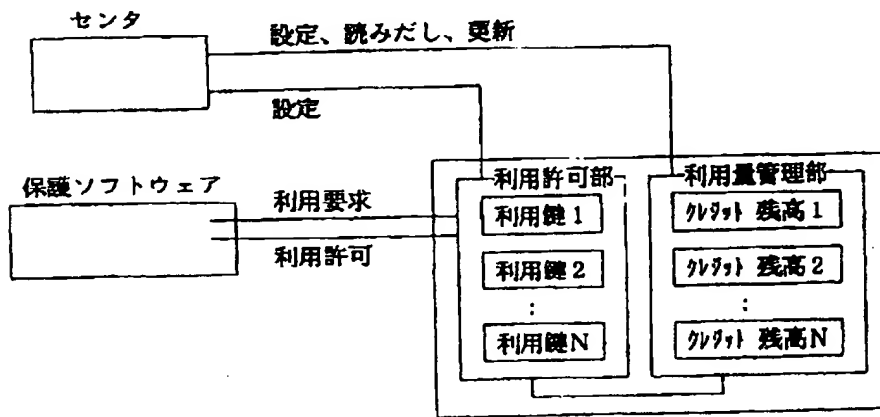 センタ
設定、読みだし、更新
設定
保護ソフトウェア
利用要求
利用許可
利用許可部
利用鍵1
利用鍵2
:
利用鍵N
利用量管理部
クレジット 残高1
クレジット 残高2
:
クレジット 残高N